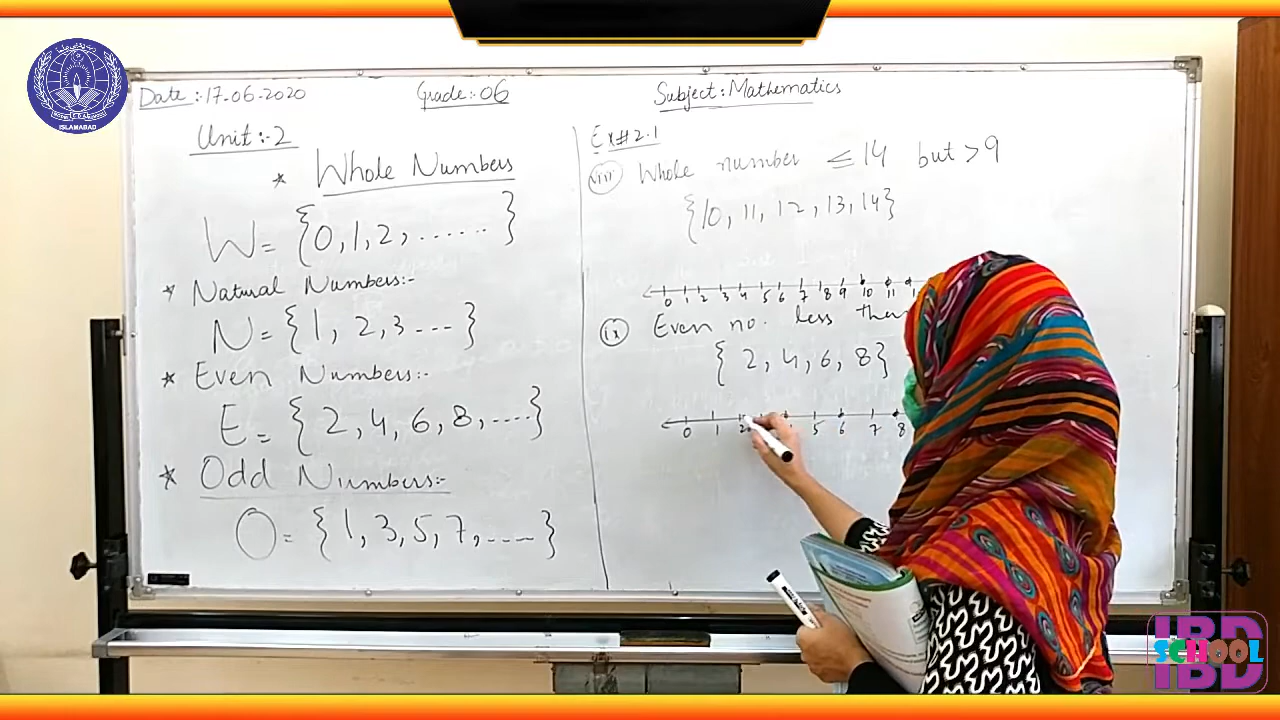 Date:-17-06-2020
Grade:-06
Subject:-Mathematics
Unit:-2
* Whole Numbers
W= {0,1,2,......}
* Natural Numbers:-
N={1, 2,3---}
* Even Numbers:-
E={2,4,6,8,....}
* Odd Numbers:-
O={1,3,5,7,....}
Ex#2.1
viii Whole number ≤ 14 but >9
{10, 11, 12, 13, 14}
0 1 2 3 4 5 6 7 8 9 10 11
ix Even no. less than
{2,4,6,8}
0 1 2 5 6 7 8
ISLAMABAD
IBD
SCHOOL
IBD